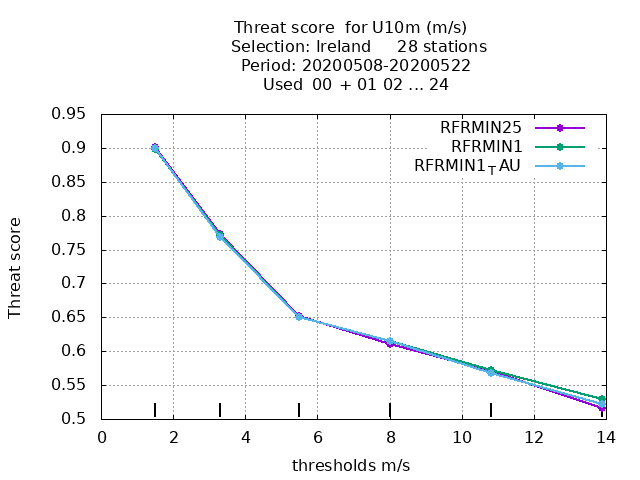 Threat score  for U10m (m/s)
Selection: Ireland     28 stations
Period: 20200508-20200522
Used  00 + 01 02 ... 24
RFRMIN25
RFRMIN1
RFRMIN1TAU
0.95
0.9
0.85
0.8
0.75
0.7
0.65
0.6
0.55
0.5
Threat score
0 2 4 6 8 10 12 14
thresholds m/s